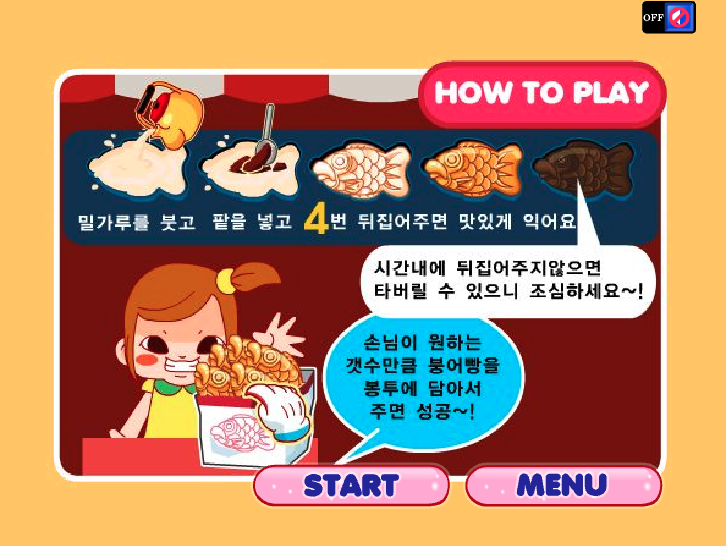 OFF
HOW TO PLAY
밀가루를 붓고 팥을 넣고 4번 뒤집어주면 맛있게 익어요
시간내에 뒤집어주지않으면
타버릴 수 있으니 조심하세요~!
손님이 원하는
갯수만큼 붕어빵을
봉투에 담아서
주면 성공~!
START MENU